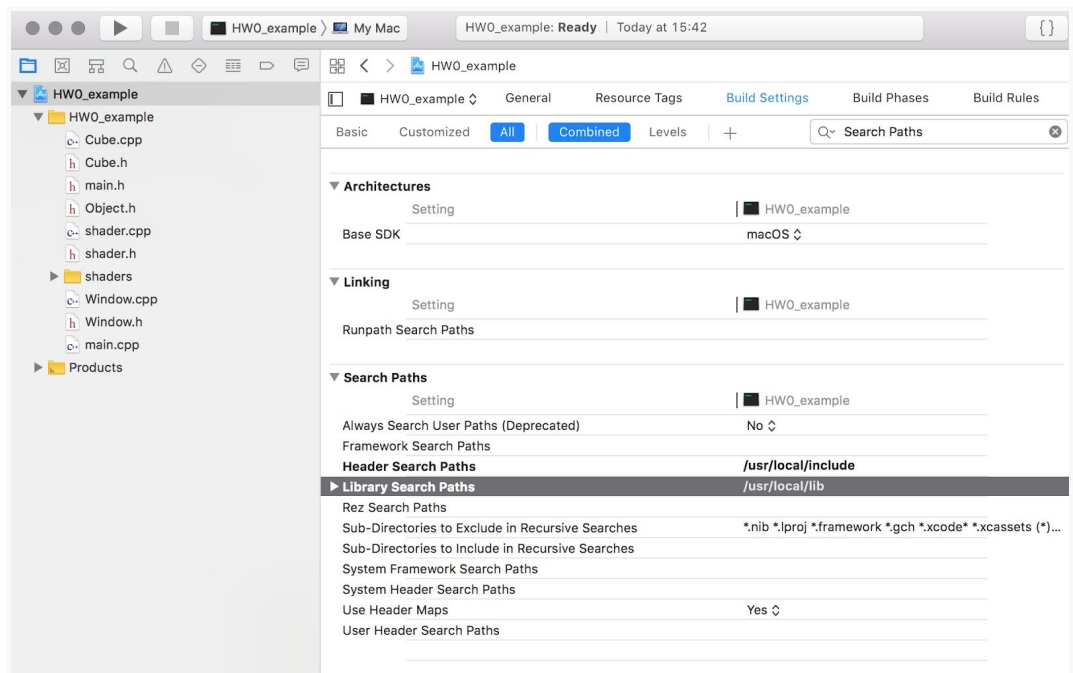 HW0_example › My Mac
HW0_example: Ready | Today at 15:42
{}
HW0_example
HW0_example
HW0_example
Cube.cpp
Cube.h
main.h
Object.h
shader.cpp
shader.h
shaders
Window.cpp
Window.h
main.cpp
Products
HW0_example General Resource Tags Build Settings Build Phases Build Rules
Basic Customized All Combined Levels + Search Paths
Architectures
Setting HW0_example
Base SDK macOS
Linking
Setting HW0_example
Runpath Search Paths
Search Paths
Setting HW0_example
Always Search User Paths (Deprecated) No
Framework Search Paths
Header Search Paths /usr/local/include
Library Search Paths /usr/local/lib
Rez Search Paths
Sub-Directories to Exclude in Recursive Searches *.nib *.lproj *.framework *.gch *.xcode* *.xcassets (*)...
Sub-Directories to Include in Recursive Searches
System Framework Search Paths
System Header Search Paths
Use Header Maps Yes
User Header Search Paths